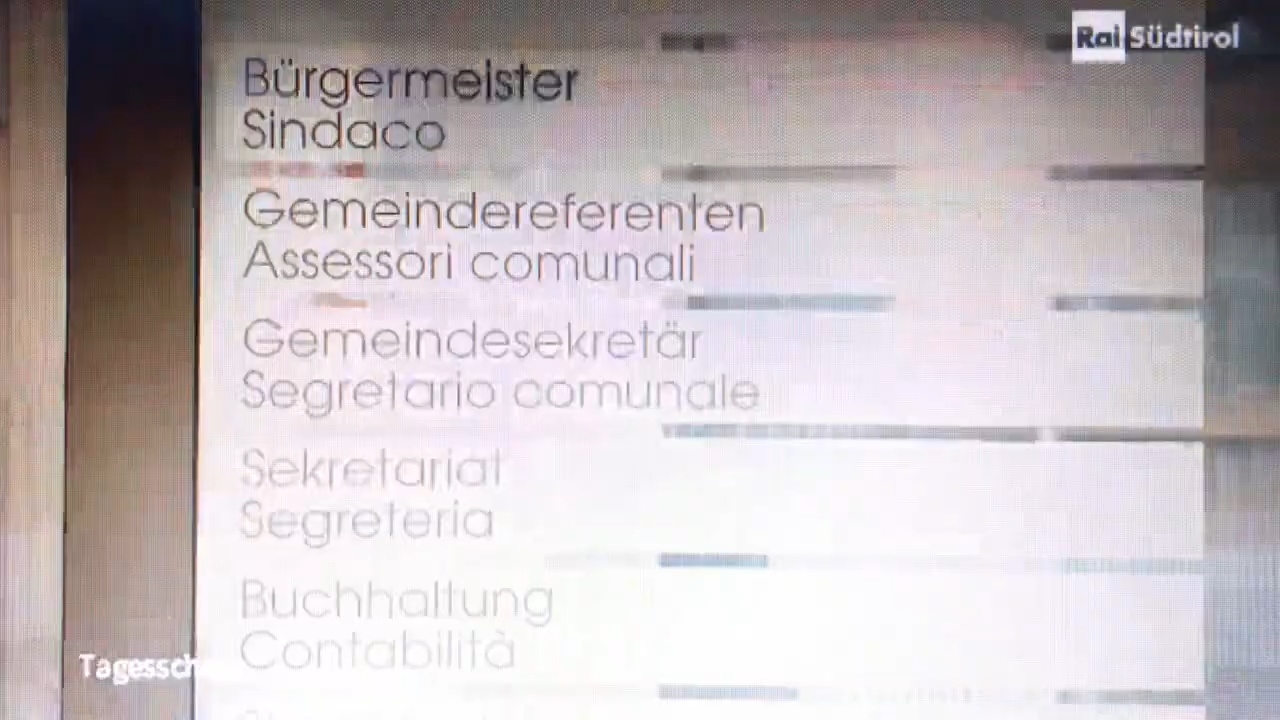 Rai Südtirol
Bürgermeister
Sindaco
Gemeindereferenten
Assessori comunali
Gemeindesekretär
Segretario comunale
Sekretariat
Segreteria
Buchhaltung
Contabilità